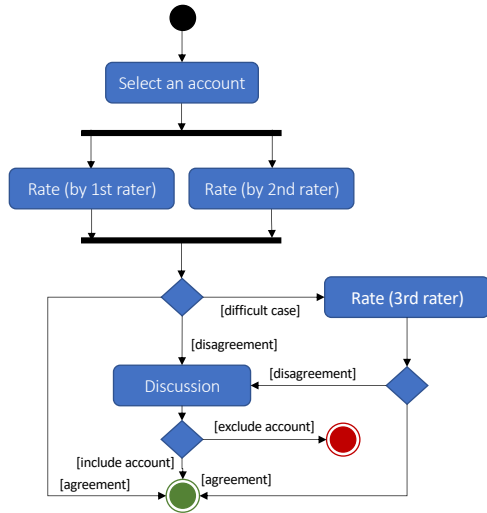 Select an account
Rate (by 1st rater)
Rate (by 2nd rater)
[difficult case]
Rate (3rd rater)
[disagreement]
[disagreement]
Discussion
[exclude account]
[include account]
[agreement]
[agreement]